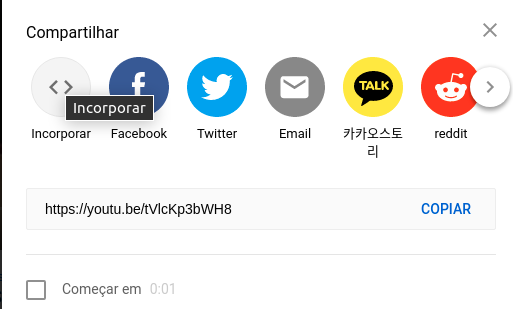 Compartilhar
TALK
Incorporar
Incorporar
Facebook
Twitter
Email
카카오스토
리
reddit
https://youtu.be/tVlcKp3bWH8
COPIAR
Começar em 0:01